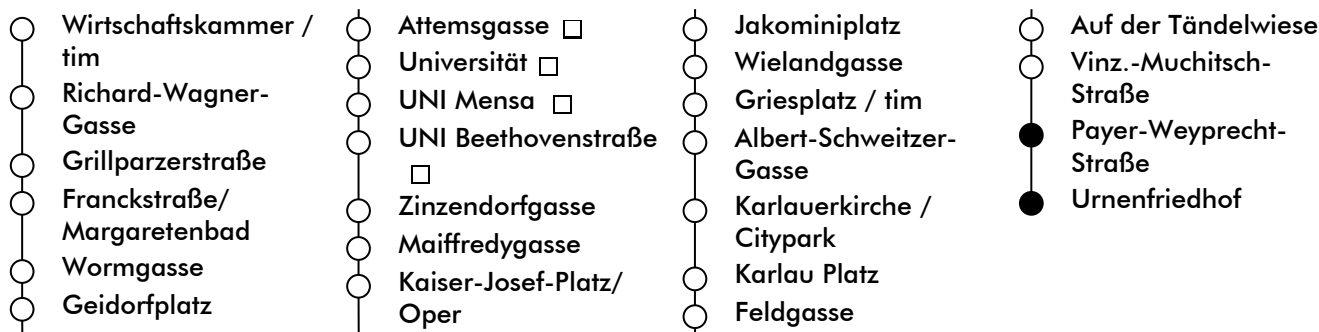 Wirtschaftskammer /
tim
Richard-Wagner-
Gasse
Grillparzerstraße
Franckstraße/
Margaretenbad
Wormgasse
Geidorfplatz
Attemsgasse
Universität
UNI Mensa
UNI Beethovenstraße
Zinzendorfgasse
Maiffredygasse
Kaiser-Josef-Platz/
Oper
Jakominiplatz
Wielandgasse
Griesplatz / tim
Albert-Schweitzer-
Gasse
Karlauerkirche /
Citypark
Karlau Platz
Feldgasse
Auf der Tändelwiese
Vinz.-Muchitsch-
Straße
Payer-Weyprecht-
Straße
Urnenfriedhof